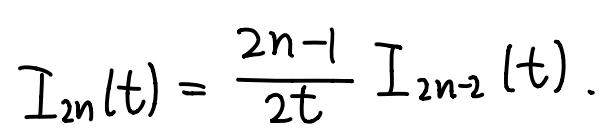 I_{2n}(t) = \frac{2n-1}{2t} I_{2n-2}(t).